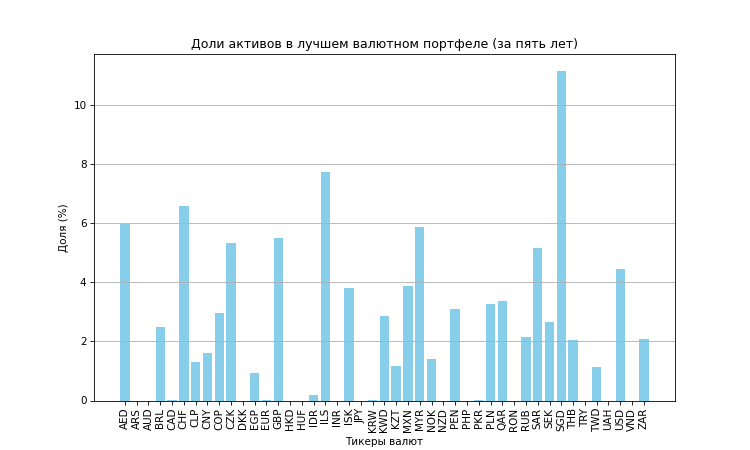 Доли активов в лучшем валютном портфеле (за пять лет)
Доля (%)
10
8
6
4
2
0
AED ARS AUD BRL CAD CHF CLP CNY COP CZK DKK EGP EUR GBP HKD HUF IDR ILS INR ISK JPY KRW KWD KZT MXN MYR NOK NZD PEN PHP PKR PLN QAR RON RUB SAR SEK SGD THB TRY TWD UAH USD VND ZAR
Тикеры валют